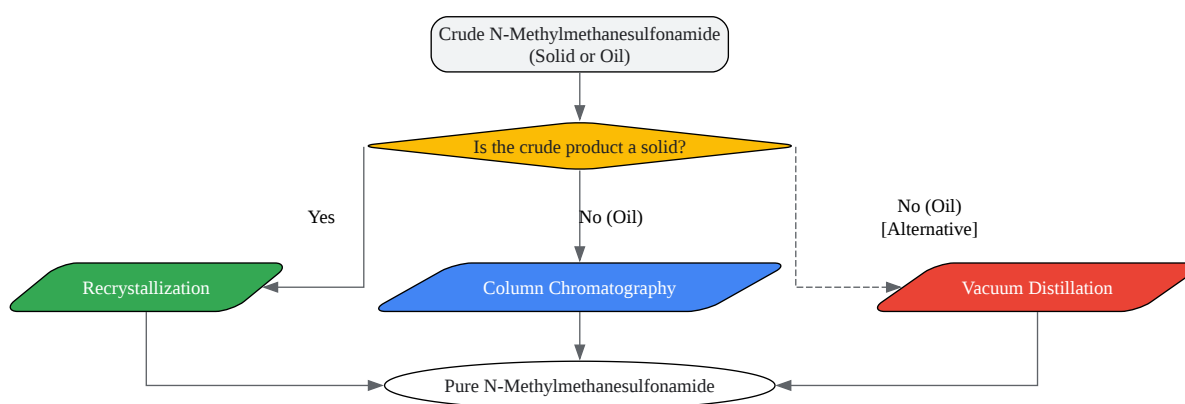 Crude N-Methylmethanesulfonamide
(Solid or Oil)
Is the crude product a solid?
Yes
No (Oil)
No (Oil)
[Alternative]
Recrystallization
Column Chromatography
Vacuum Distillation
Pure N-Methylmethanesulfonamide